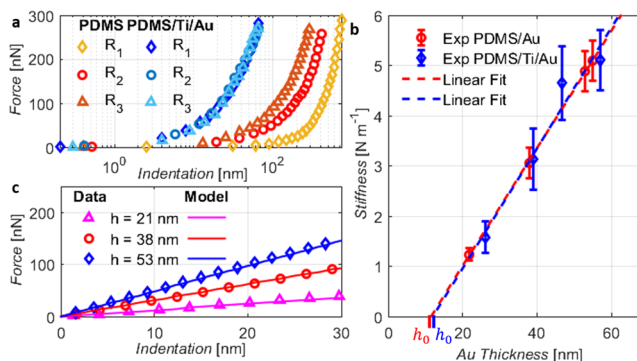 a
PDMS PDMS/Ti/Au
R1 R1
R2 R2
R3 R3
300
200
100
0
Force [nN]
10^0 10^2
Indentation [nm]
c
Data Model
h = 21 nm
h = 38 nm
h = 53 nm
200
100
0
Force [nN]
0 10 20 30
Indentation [nm]
b
Exp PDMS/Au
Exp PDMS/Ti/Au
Linear Fit
Linear Fit
6
5
4
3
2
1
0
Stiffness [N m⁻¹]
0 20 40 60
h0 h0
Au Thickness [nm]